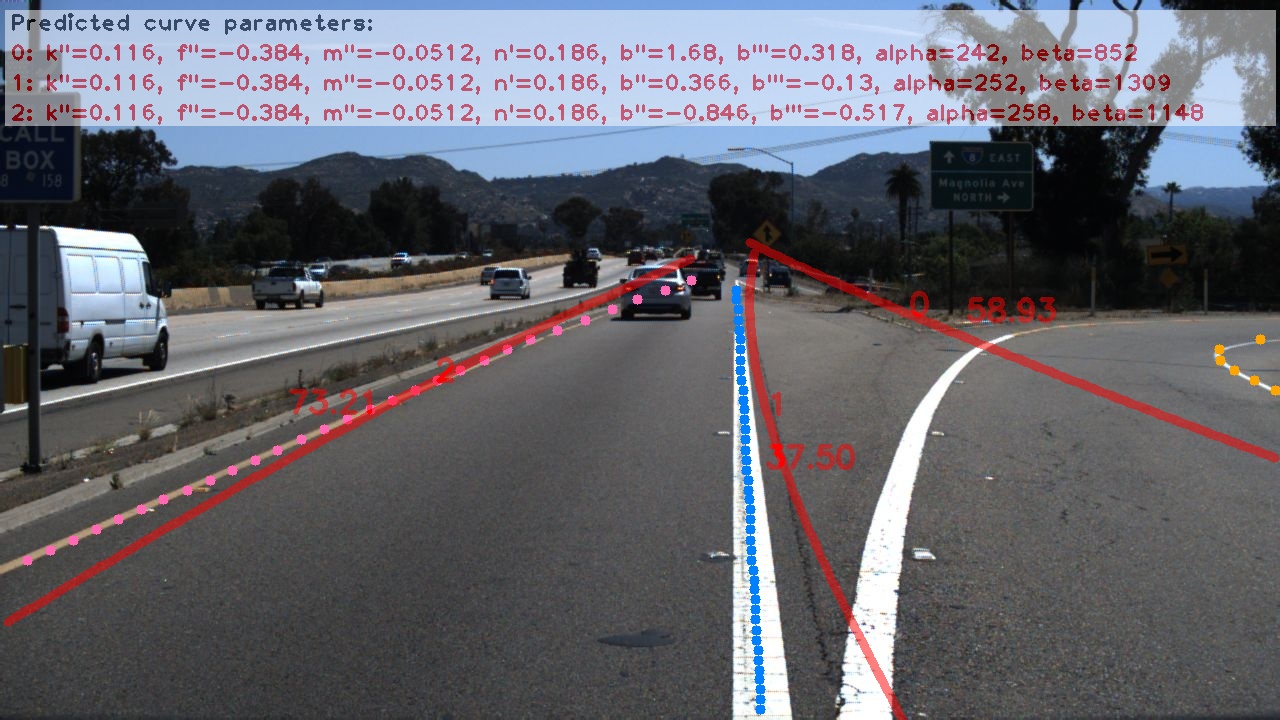 Predicted curve parameters:
0: k''=0.116, f''=−0.384, m''=−0.0512, n'=0.186, b''=1.68, b'''=0.318, alpha=242, beta=852
1: k''=0.116, f''=−0.384, m''=−0.0512, n'=0.186, b''=0.366, b'''=−0.13, alpha=252, beta=1309
2: k''=0.116, f''=−0.384, m''=−0.0512, n'=0.186, b''=−0.846, b'''=−0.517, alpha=258, beta=1148
CALL
BOX
8 158
8 EAST
Magnolia Ave
NORTH
0 58.93
2
73.21
1
37.50